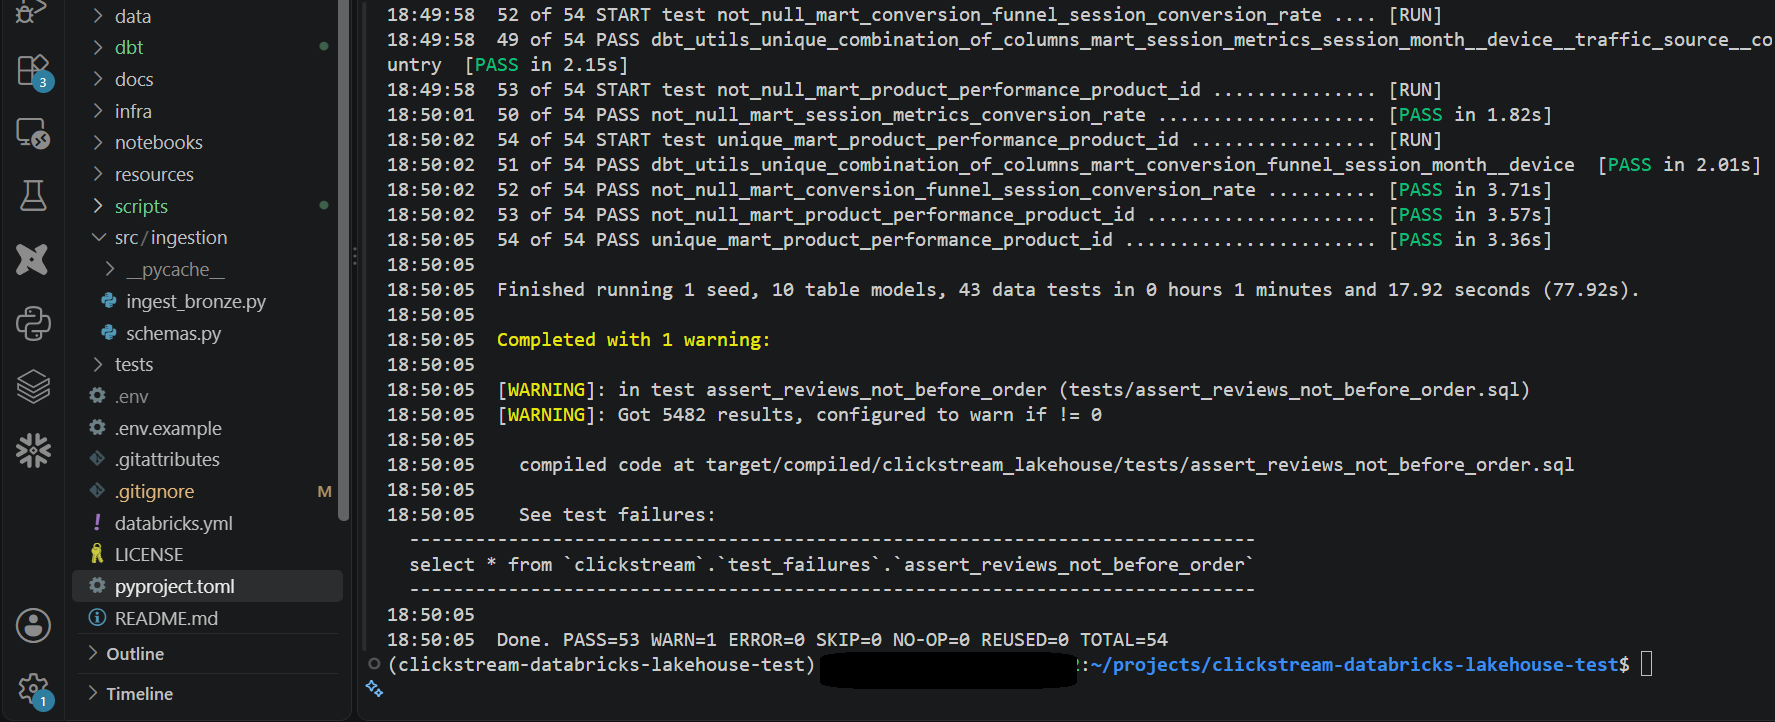 data
dbt
docs
infra
notebooks
resources
scripts
src/ingestion
__pycache__
ingest_bronze.py
schemas.py
tests
.env
.env.example
.gitattributes
.gitignore M
databricks.yml
LICENSE
pyproject.toml
README.md
Outline
Timeline
3
1
18:49:58  52 of 54 START test not_null_mart_conversion_funnel_session_conversion_rate .... [RUN]
18:49:58  49 of 54 PASS dbt_utils_unique_combination_of_columns_mart_session_metrics_session_month__device__traffic_source__co
untry  [PASS in 2.15s]
18:49:58  53 of 54 START test not_null_mart_product_performance_product_id ............... [RUN]
18:50:01  50 of 54 PASS not_null_mart_session_metrics_conversion_rate .................... [PASS in 1.82s]
18:50:02  54 of 54 START test unique_mart_product_performance_product_id ................. [RUN]
18:50:02  51 of 54 PASS dbt_utils_unique_combination_of_columns_mart_conversion_funnel_session_month__device  [PASS in 2.01s]
18:50:02  52 of 54 PASS not_null_mart_conversion_funnel_session_conversion_rate .......... [PASS in 3.71s]
18:50:02  53 of 54 PASS not_null_mart_product_performance_product_id ..................... [PASS in 3.57s]
18:50:05  54 of 54 PASS unique_mart_product_performance_product_id ....................... [PASS in 3.36s]
18:50:05
18:50:05  Finished running 1 seed, 10 table models, 43 data tests in 0 hours 1 minutes and 17.92 seconds (77.92s).
18:50:05
18:50:05  Completed with 1 warning:
18:50:05
18:50:05  [WARNING]: in test assert_reviews_not_before_order (tests/assert_reviews_not_before_order.sql)
18:50:05  [WARNING]: Got 5482 results, configured to warn if != 0
18:50:05
18:50:05    compiled code at target/compiled/clickstream_lakehouse/tests/assert_reviews_not_before_order.sql
18:50:05
18:50:05    See test failures:
-----------------------------------------------------------------------------
select * from `clickstream`.`test_failures`.`assert_reviews_not_before_order`
-----------------------------------------------------------------------------
18:50:05
18:50:05  Done. PASS=53 WARN=1 ERROR=0 SKIP=0 NO-OP=0 REUSED=0 TOTAL=54
(clickstream-databricks-lakehouse-test) :~/projects/clickstream-databricks-lakehouse-test$